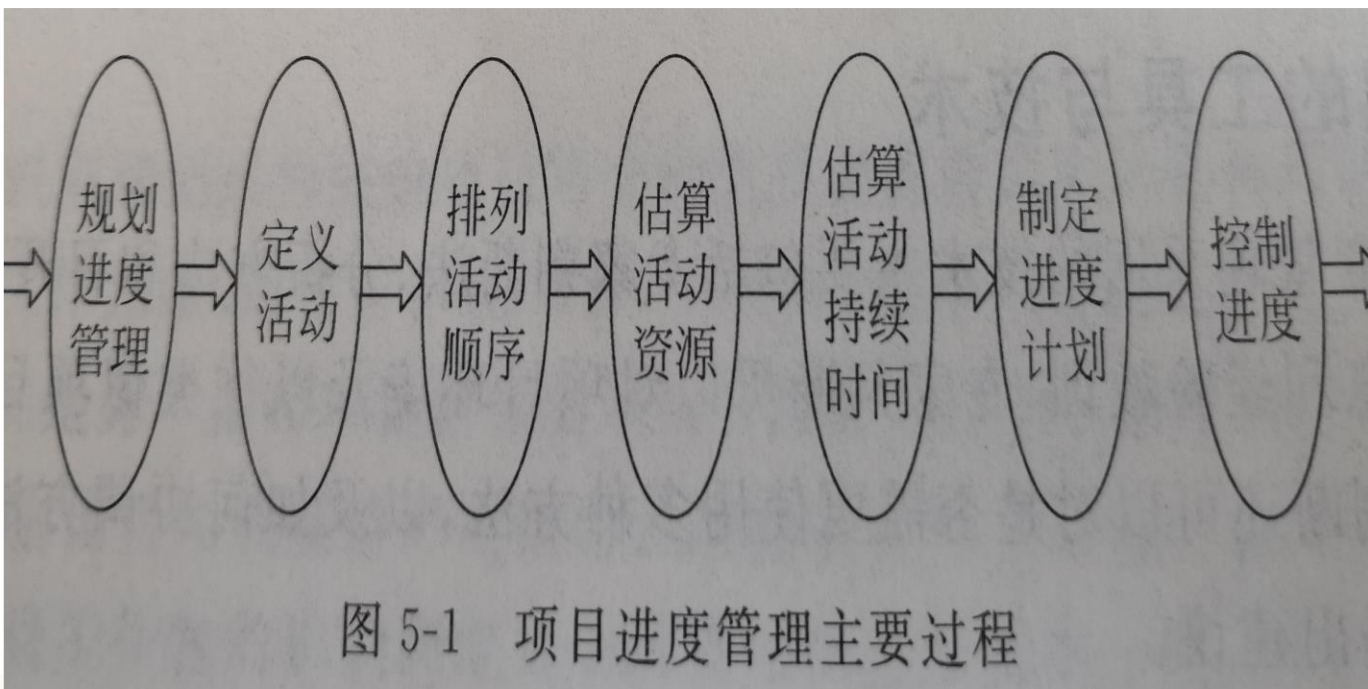 规划
进度
管理
定义
活动
排列
活动
顺序
估算
活动
资源
估算
活动
持续
时间
制定
进度
计划
控制
进度
图 5-1 项目进度管理主要过程